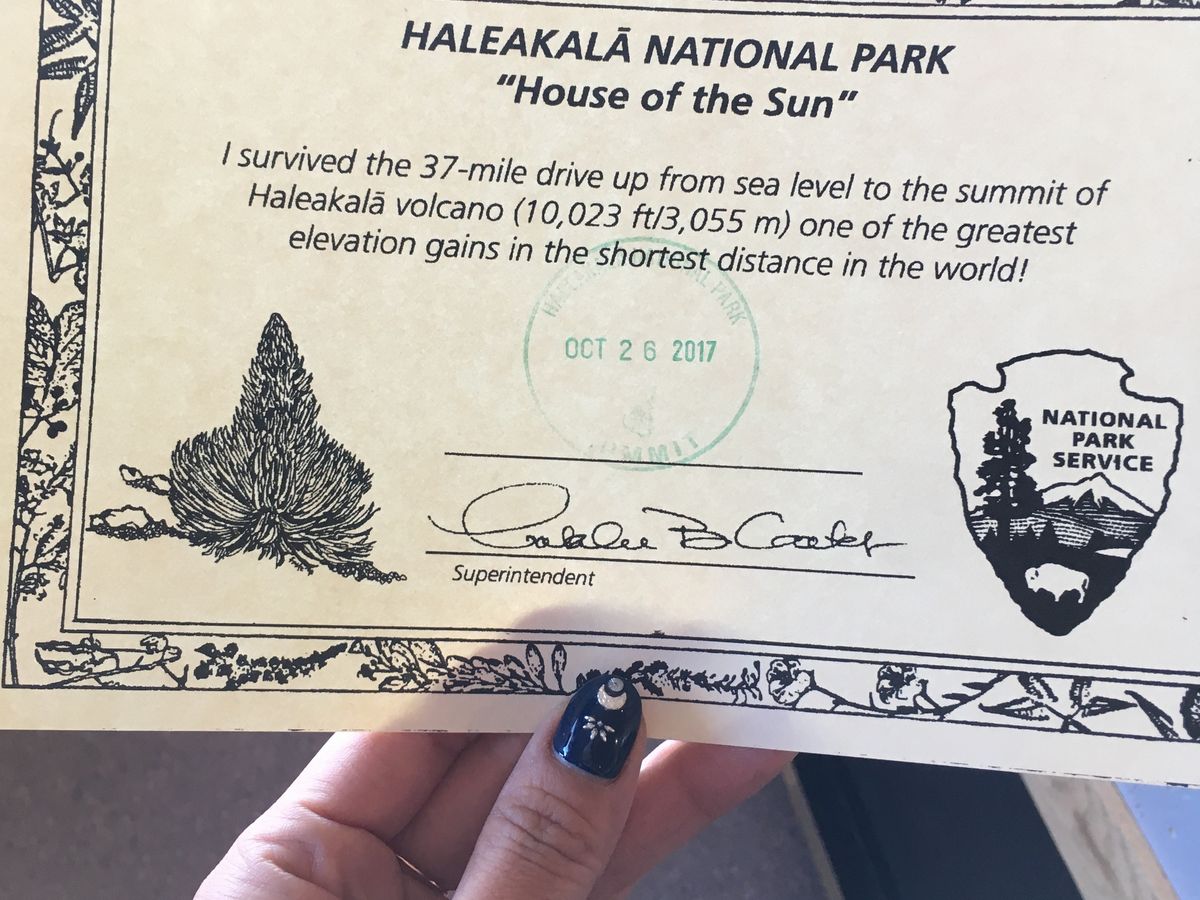 HALEAKALĀ NATIONAL PARK
“House of the Sun”
I survived the 37-mile drive up from sea level to the summit of
Haleakalā volcano (10,023 ft/3,055 m) one of the greatest
elevation gains in the shortest distance in the world!
OCT 26 2017
SUMMIT
NATIONAL
PARK
SERVICE
Superintendent